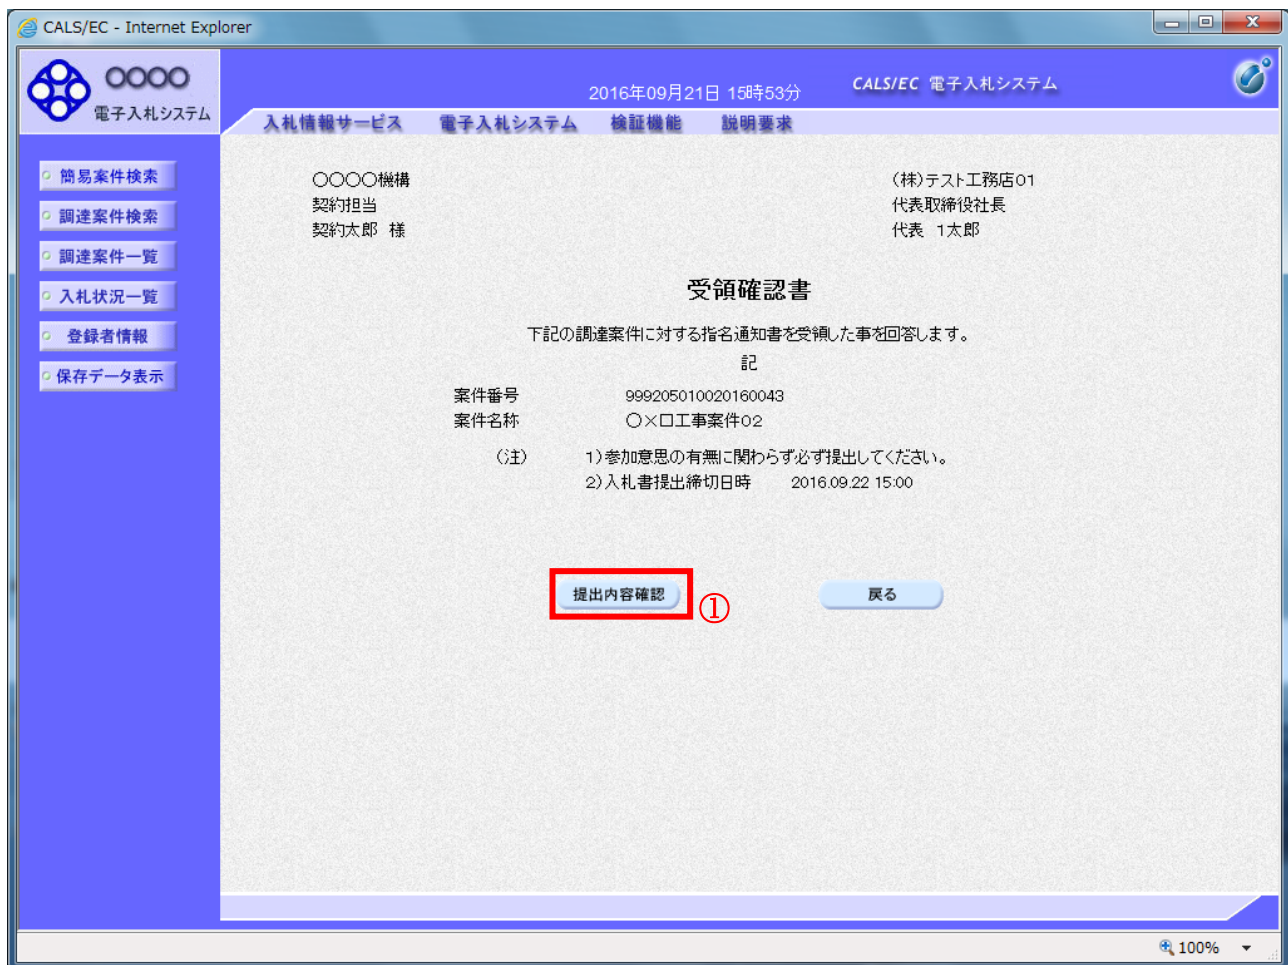 CALS/EC - Internet Explorer
〇〇〇〇
電子入札システム
2016年09月21日 15時53分
CALS/EC 電子入札システム
入札情報サービス 電子入札システム 検証機能 説明要求
簡易案件検索
調達案件検索
調達案件一覧
入札状況一覧
登録者情報
保存データ表示
〇〇〇〇機構
契約担当
契約太郎 様
(株)テスト工務店01
代表取締役社長
代表 1太郎
受領確認書
下記の調達案件に対する指名通知書を受領した事を回答します。
記
案件番号 999205010020160043
案件名称 〇×口工事案件02
(注) 1)参加意思の有無に関わらず必ず提出してください。
2)入札書提出締切日時 2016.09.22 15:00
提出内容確認
①
戻る
100%